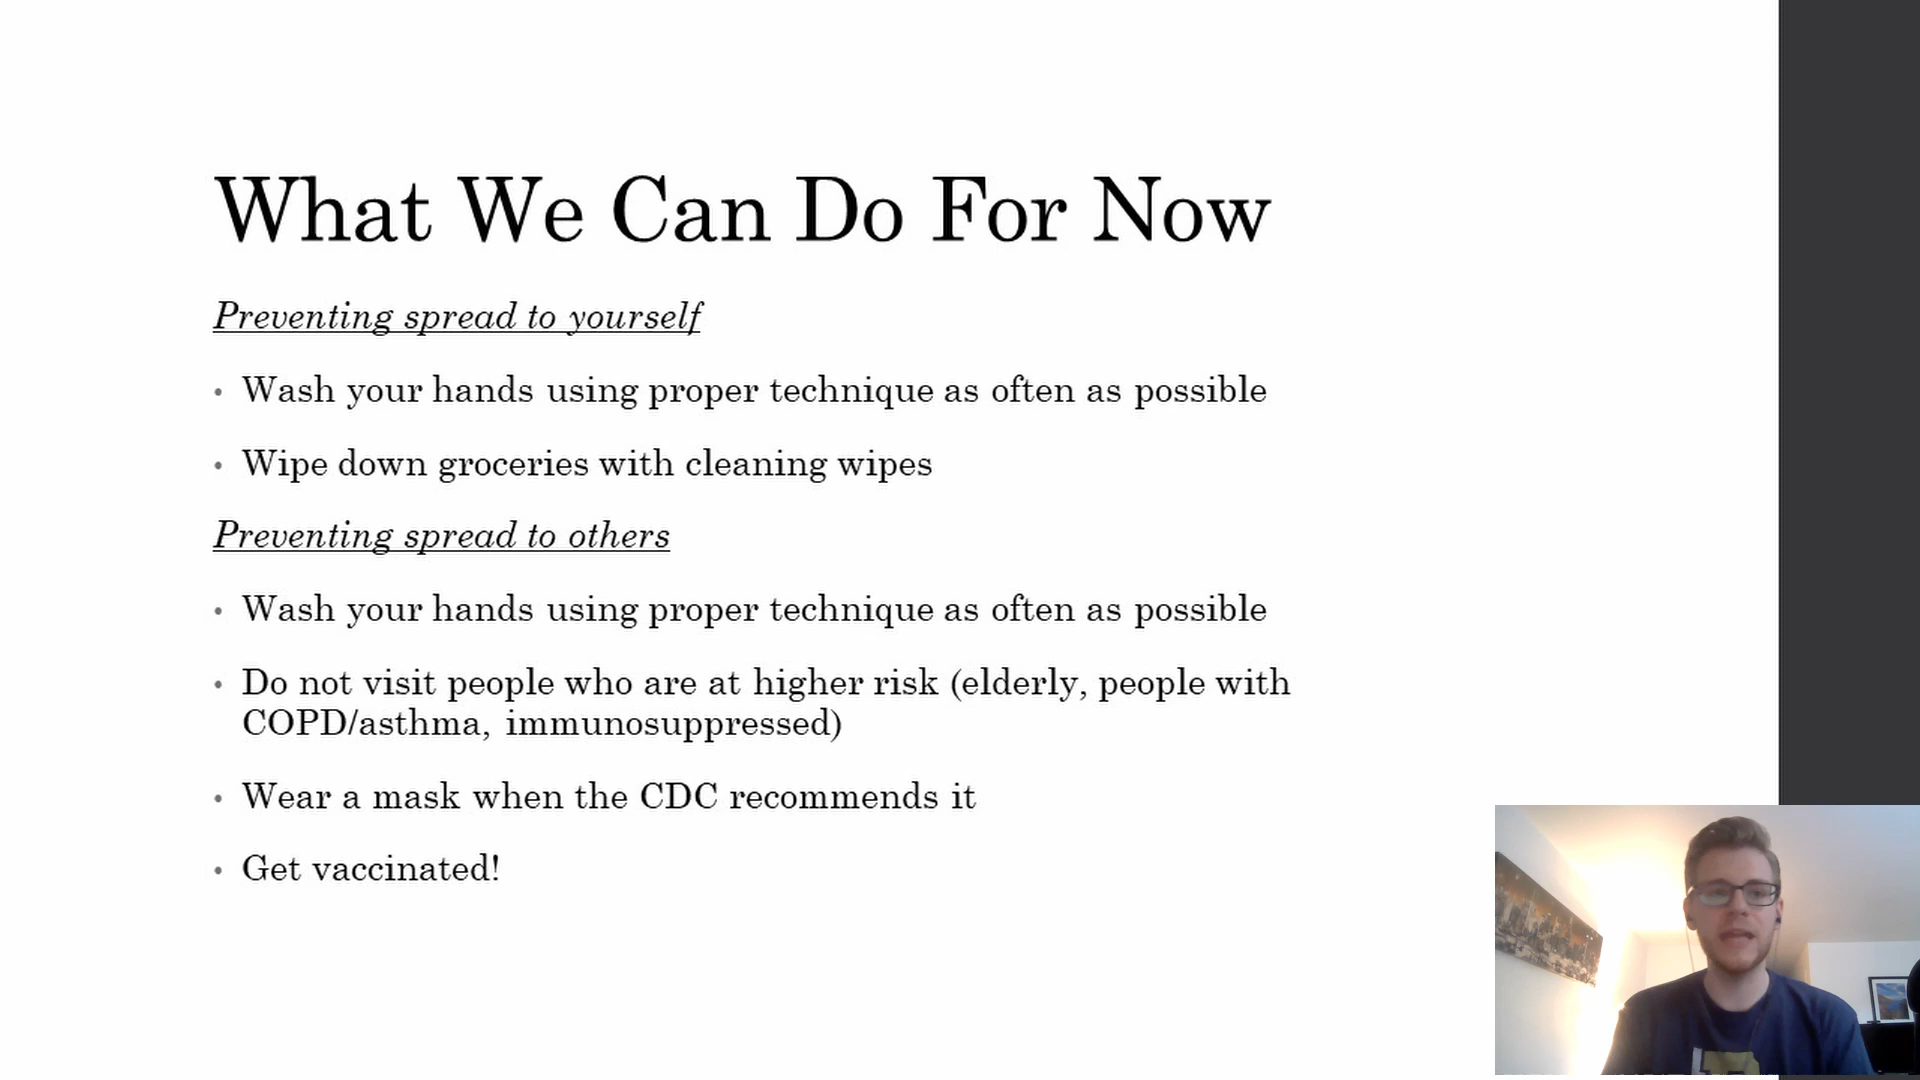 What We Can Do For Now
Preventing spread to yourself
• Wash your hands using proper technique as often as possible
• Wipe down groceries with cleaning wipes
Preventing spread to others
• Wash your hands using proper technique as often as possible
• Do not visit people who are at higher risk (elderly, people with
COPD/asthma, immunosuppressed)
• Wear a mask when the CDC recommends it
• Get vaccinated!